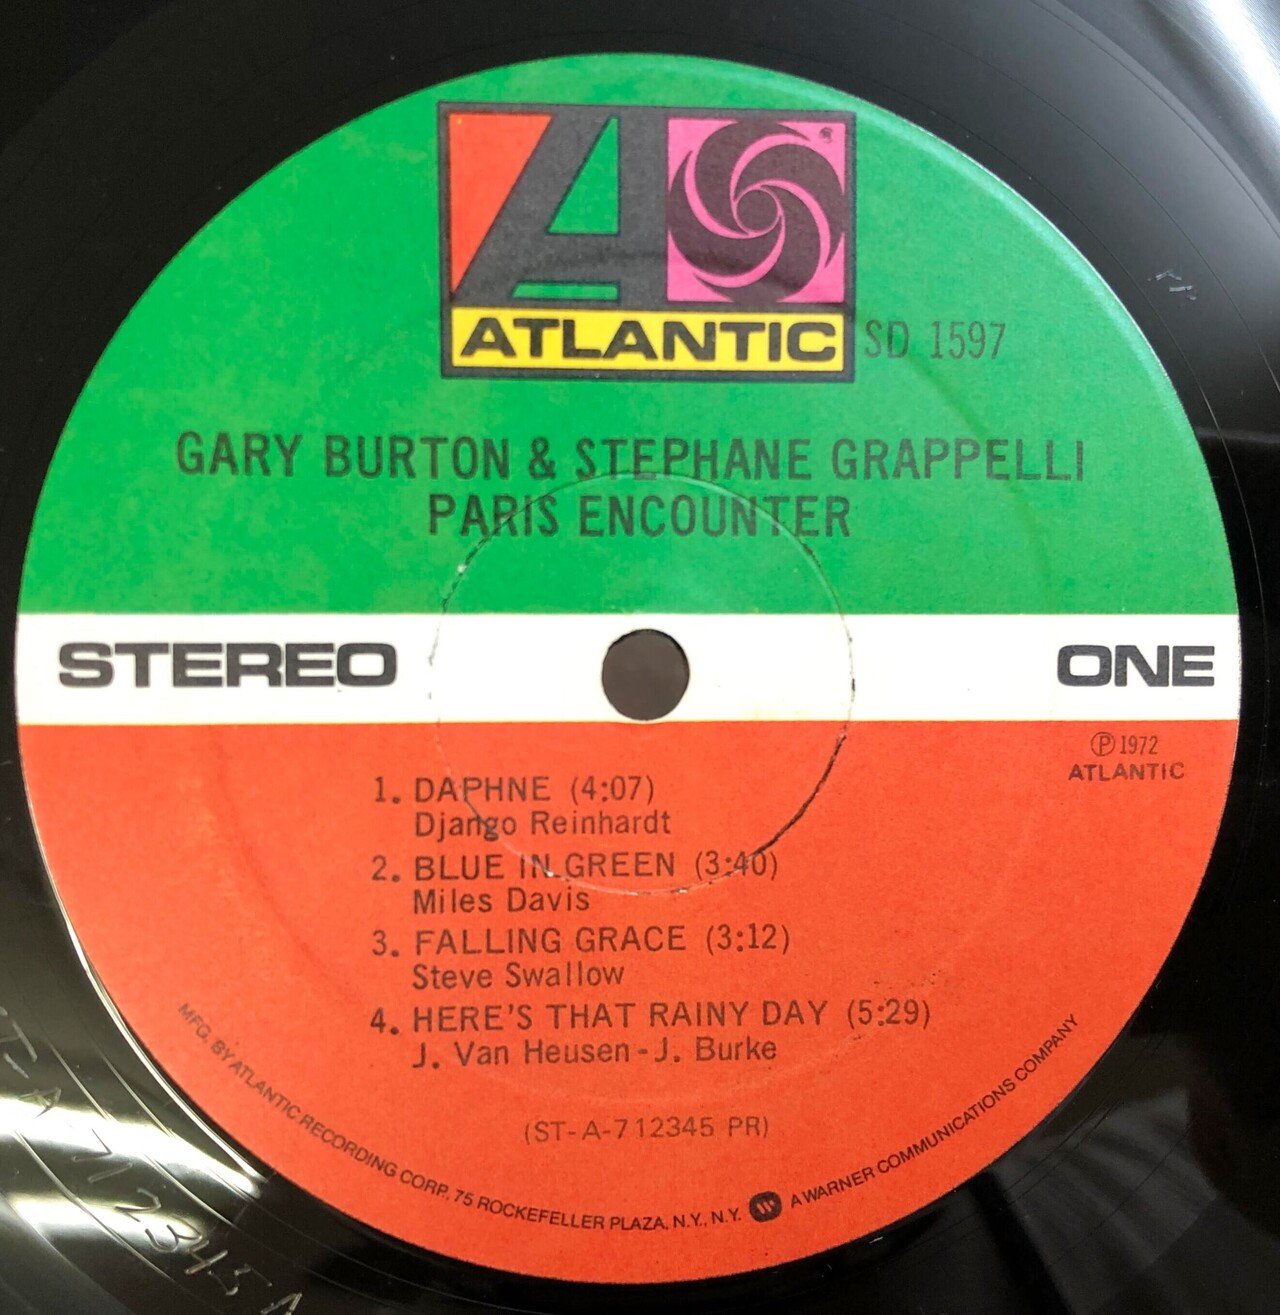 ATLANTIC
SD 1597
GARY BURTON & STEPHANE GRAPPELLI
PARIS ENCOUNTER
STEREO
ONE
Ⓟ 1972
ATLANTIC
1. DAPHNE (4:07)
Django Reinhardt
2. BLUE IN GREEN (3:40)
Miles Davis
3. FALLING GRACE (3:12)
Steve Swallow
4. HERE'S THAT RAINY DAY (5:29)
J. Van Heusen-J. Burke
(ST-A-712345 PR)
MFG. BY ATLANTIC RECORDING CORP., 75 ROCKEFELLER PLAZA, N.Y., N.Y. A WARNER COMMUNICATIONS COMPANY